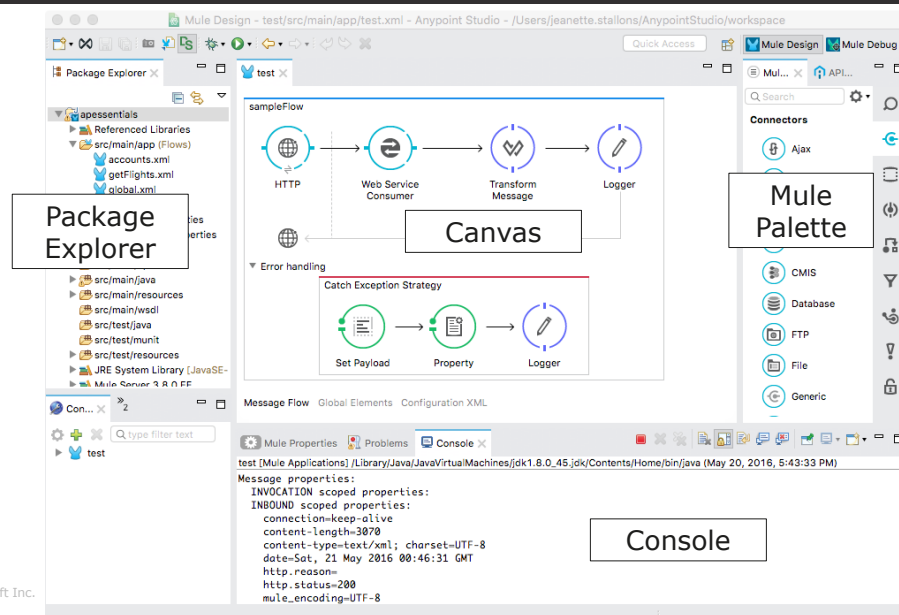 Mule Design - test/src/main/app/test.xml - Anypoint Studio - /Users/jeanette.stallons/AnypointStudio/workspace
Quick Access
Mule Design
Mule Debug
Package Explorer
apessentials
Referenced Libraries
src/main/app (Flows)
accounts.xml
getFlights.xml
global.xml
Package
Explorer
src/main/java
src/main/resources
src/main/wsdl
src/test/java
src/test/munit
src/test/resources
JRE System Library [JavaSE-
Mule Server 3.8.0 EE
test
sampleFlow
HTTP
Web Service
Consumer
Transform
Message
Logger
Canvas
Error handling
Catch Exception Strategy
Set Payload
Property
Logger
Message Flow Global Elements Configuration XML
Mul...
API...
Search
Connectors
Ajax
Mule
Palette
CMIS
Database
FTP
File
Generic
Con...
2
type filter text
test
Mule Properties
Problems
Console
test [Mule Applications] /Library/Java/JavaVirtualMachines/jdk1.8.0_45.jdk/Contents/Home/bin/java (May 20, 2016, 5:43:33 PM)
Message properties:
INVOCATION scoped properties:
INBOUND scoped properties:
connection=keep-alive
content-length=3070
content-type=text/xml; charset=UTF-8
date=Sat, 21 May 2016 00:46:31 GMT
http.reason=
http.status=200
mule_encoding=UTF-8
Console
ft Inc.